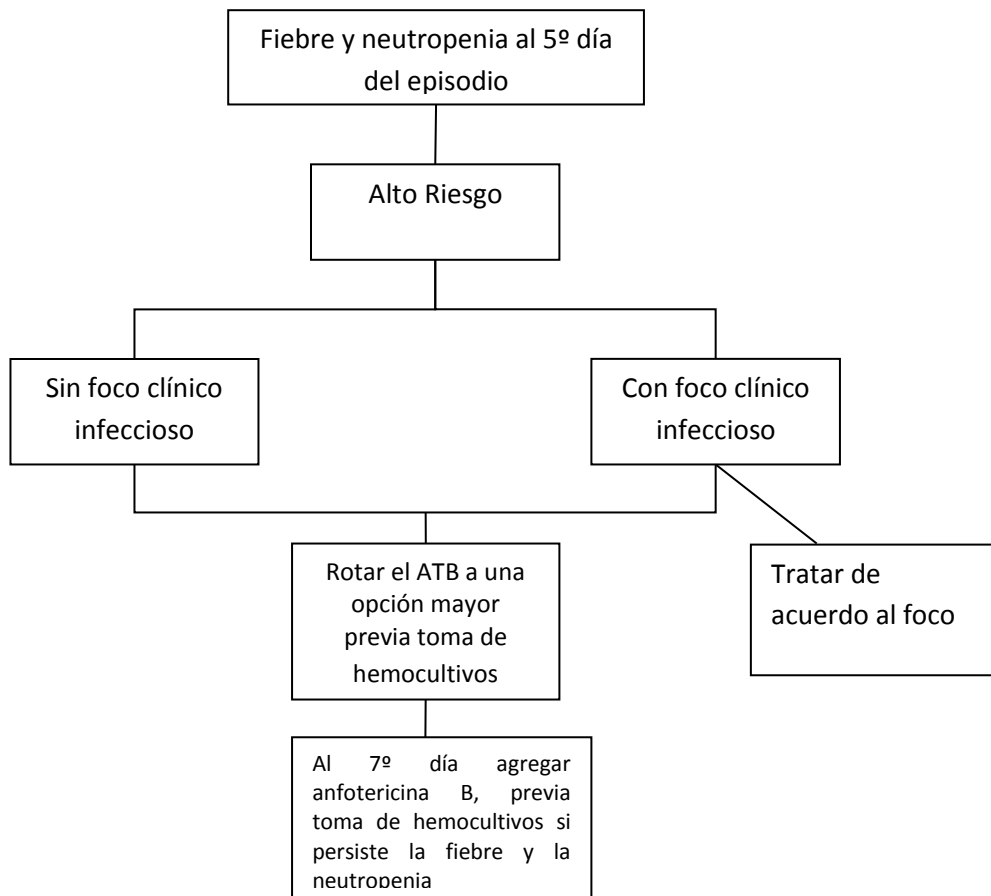 Fiebre y neutropenia al 5º día
del episodio
Alto Riesgo
Sin foco clínico
infeccioso
Con foco clínico
infeccioso
Rotar el ATB a una
opción mayor
previa toma de
hemocultivos
Tratar de
acuerdo al foco
Al 7º día agregar
anfotericina B, previa
toma de hemocultivos si
persiste la fiebre y la
neutropenia